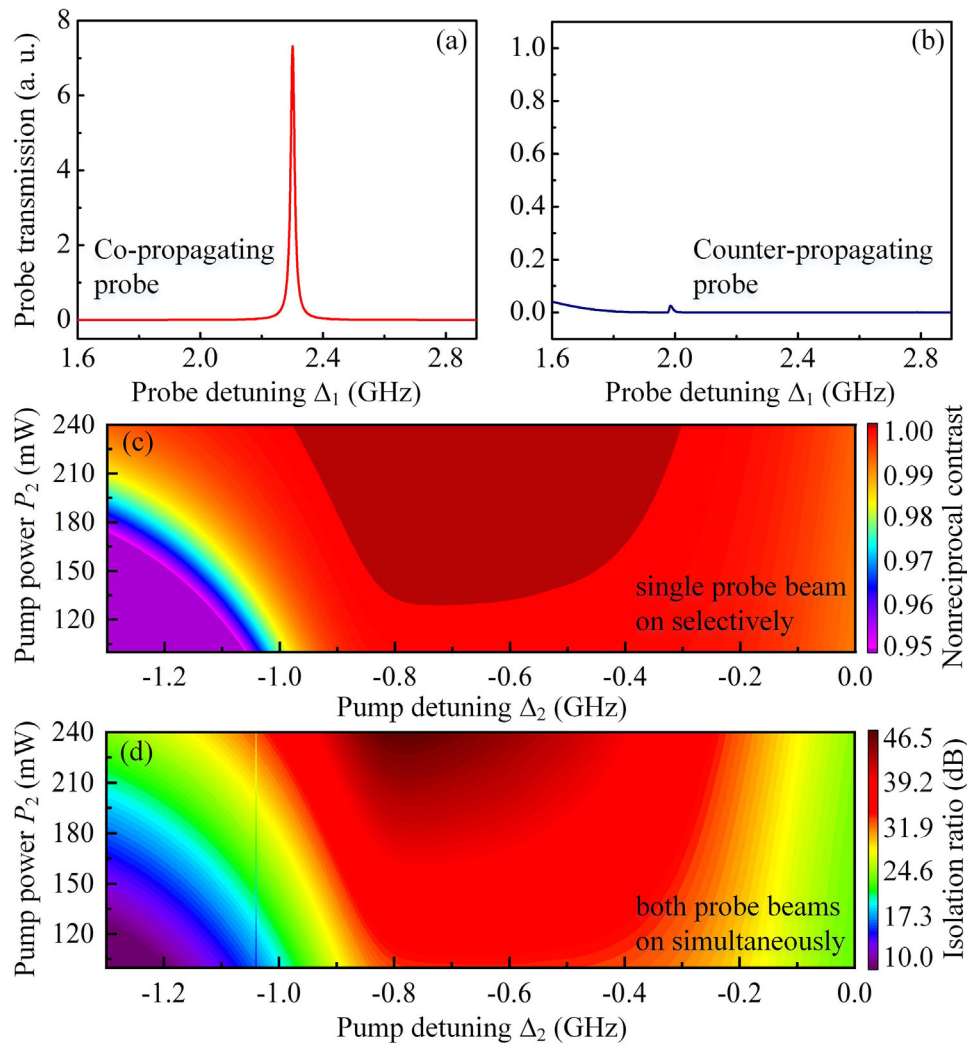 (a)
8
6
4
2
0
Probe transmission (a. u.)
Co-propagating
probe
1.6 2.0 2.4 2.8
Probe detuning Δ₁ (GHz)
(b)
1.0
0.8
0.6
0.4
0.2
0.0
Counter-propagating
probe
1.6 2.0 2.4 2.8
Probe detuning Δ₁ (GHz)
(c)
240
210
180
150
120
Pump power P₂ (mW)
single probe beam
on selectively
-1.2 -1.0 -0.8 -0.6 -0.4 -0.2 0.0
Pump detuning Δ₂ (GHz)
1.00
0.99
0.98
0.97
0.96
0.95
Nonreciprocal contrast
(d)
240
210
180
150
120
Pump power P₂ (mW)
both probe beams
on simultaneously
-1.2 -1.0 -0.8 -0.6 -0.4 -0.2 0.0
Pump detuning Δ₂ (GHz)
46.5
39.2
31.9
24.6
17.3
10.0
Isolation ratio (dB)